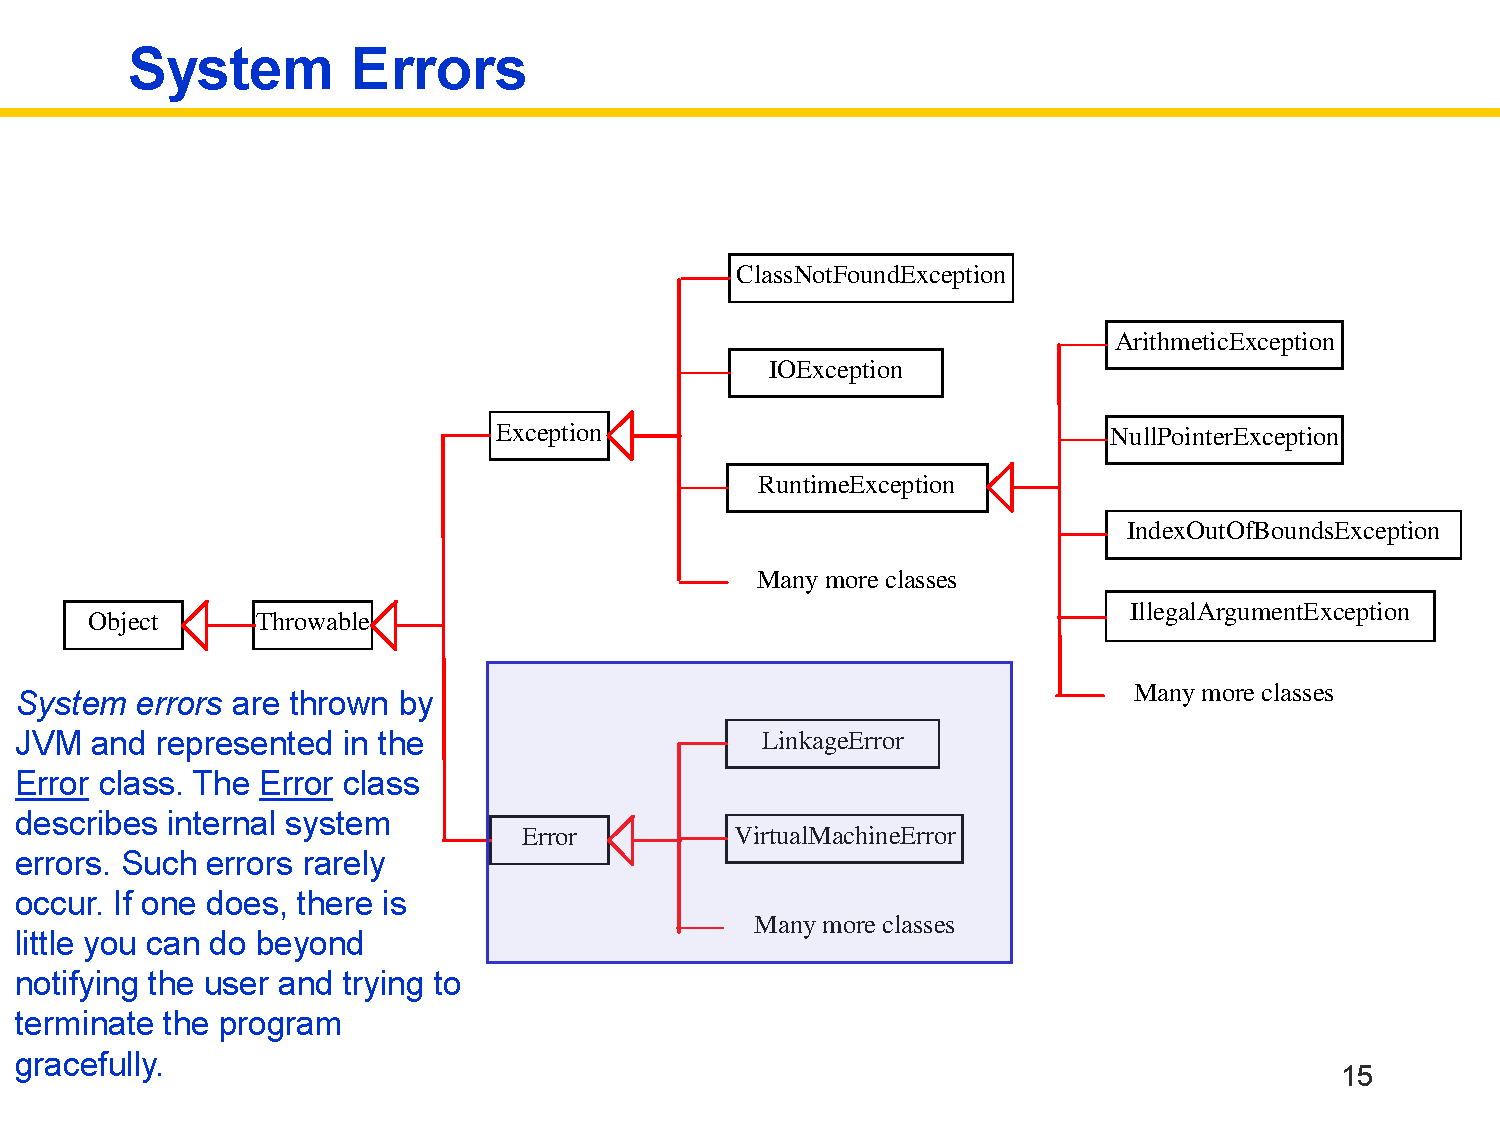 System Errors
ClassNotFoundException
ArithmeticException
IOException
Exception
NullPointerException
RuntimeException
IndexOutOfBoundsException
Many more classes
IllegalArgumentException
Object
Throwable
Many more classes
System errors are thrown by
JVM and represented in the
Error class. The Error class
describes internal system
errors. Such errors rarely
occur. If one does, there is
little you can do beyond
notifying the user and trying to
terminate the program
gracefully.
LinkageError
Error
VirtualMachineError
Many more classes
15